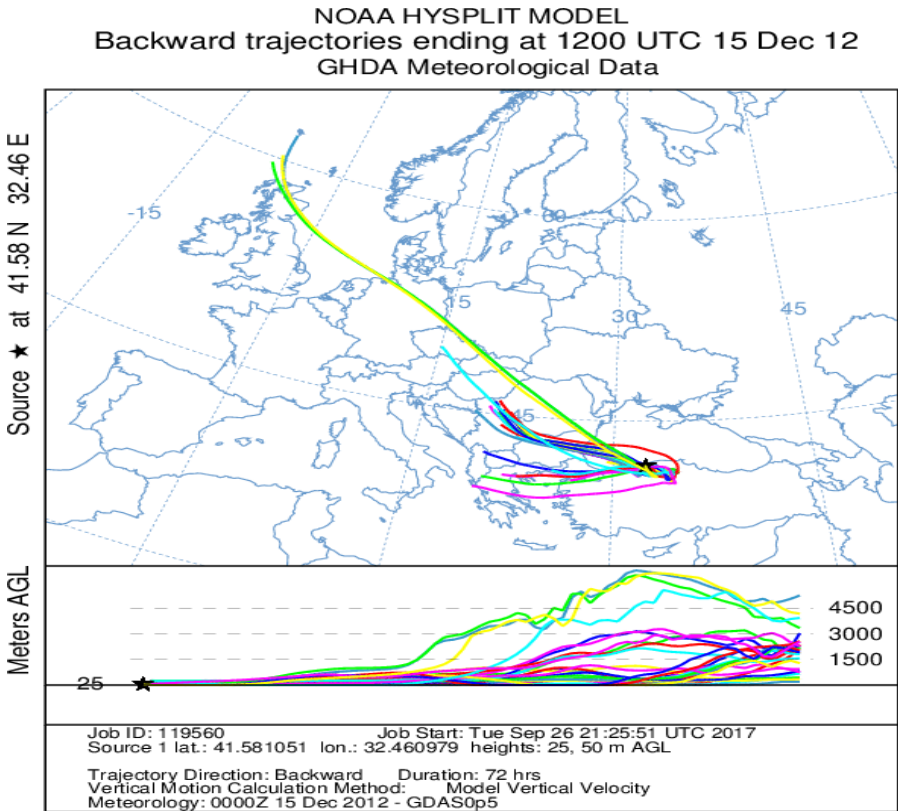 NOAA HYSPLIT MODEL
Backward trajectories ending at 1200 UTC 15 Dec 12
GHDA Meteorological Data
Source ★ at 41.58 N 32.46 E
-15
0
15
30
45
60
45
Meters AGL
4500
3000
1500
25
Job ID: 119560 Job Start: Tue Sep 26 21:25:51 UTC 2017
Source 1 lat.: 41.581051 lon.: 32.460979 heights: 25, 50 m AGL
Trajectory Direction: Backward Duration: 72 hrs
Vertical Motion Calculation Method: Model Vertical Velocity
Meteorology: 0000Z 15 Dec 2012 - GDAS0p5